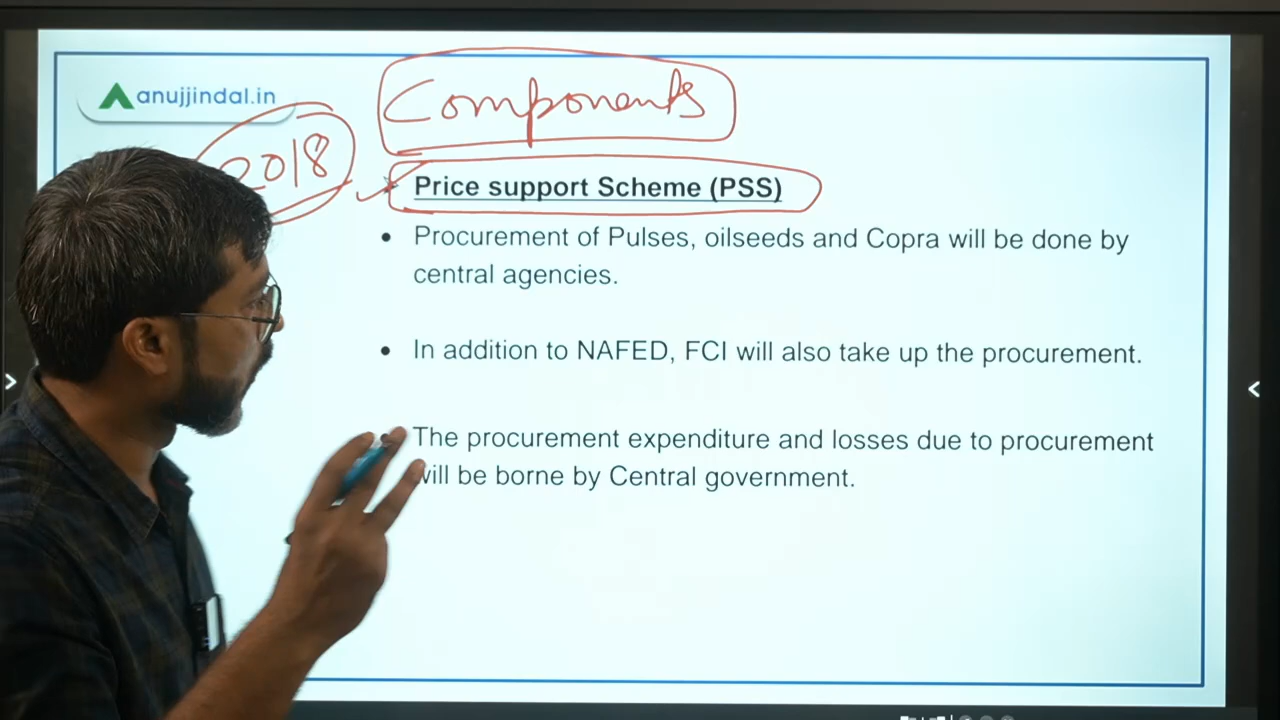 anujjindal.in
Components
2018
Price support Scheme (PSS)
• Procurement of Pulses, oilseeds and Copra will be done by
central agencies.
• In addition to NAFED, FCI will also take up the procurement.
The procurement expenditure and losses due to procurement
will be borne by Central government.